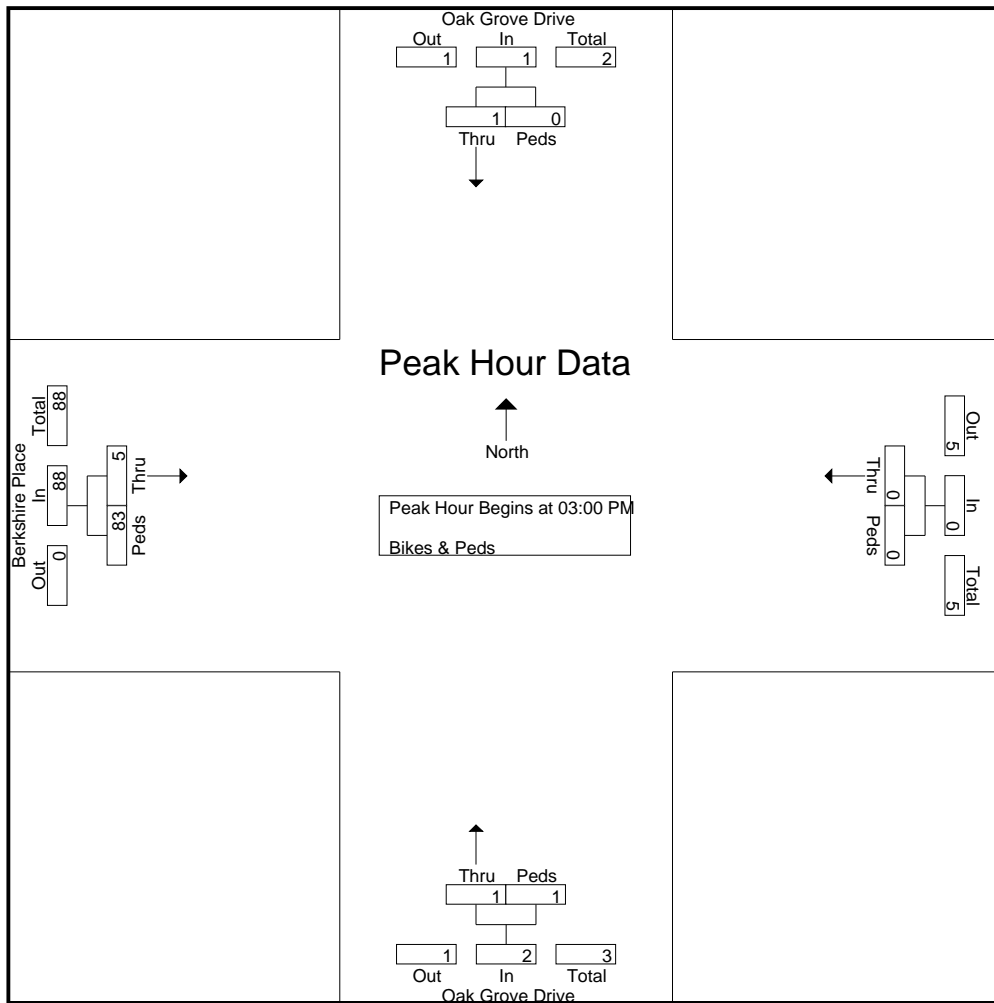 Oak Grove Drive
Out In Total
1 1 2
1 0
Thru Peds
Peak Hour Data
North
Peak Hour Begins at 03:00 PM
Bikes & Peds
Berkshire Place
Out In Total
0 88 88
83 5
Peds Thru
Out In Total
5 0 5
0 0
Thru Peds
Thru Peds
1 1
1 2 3
Out In Total
Oak Grove Drive